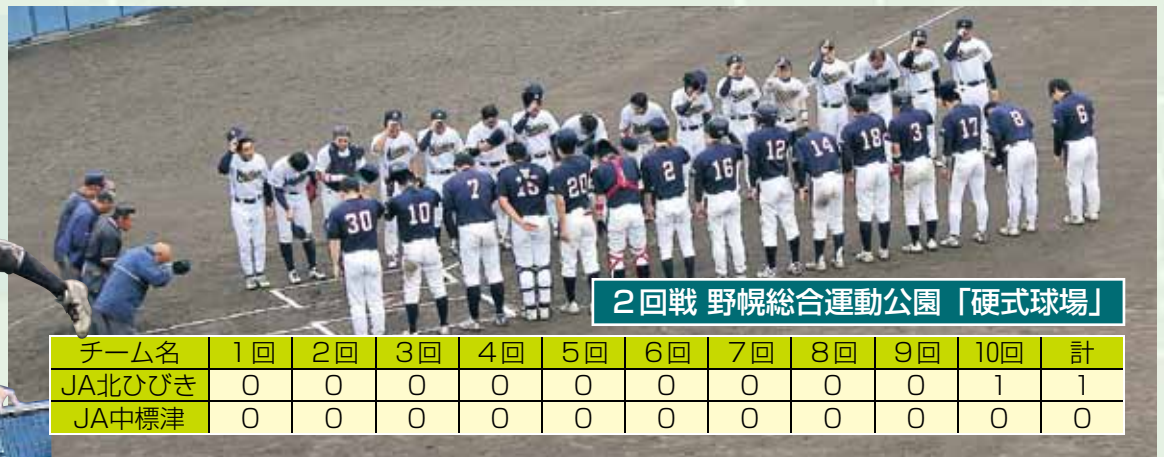 30 10 7 15 20 2 16 12 14 18 3 17 8 6
2回戦 野幌総合運動公園「硬式球場」
チーム名 1回 2回 3回 4回 5回 6回 7回 8回 9回 10回 計
JA北ひびき 0 0 0 0 0 0 0 0 0 1 1
JA中標津 0 0 0 0 0 0 0 0 0 0 0